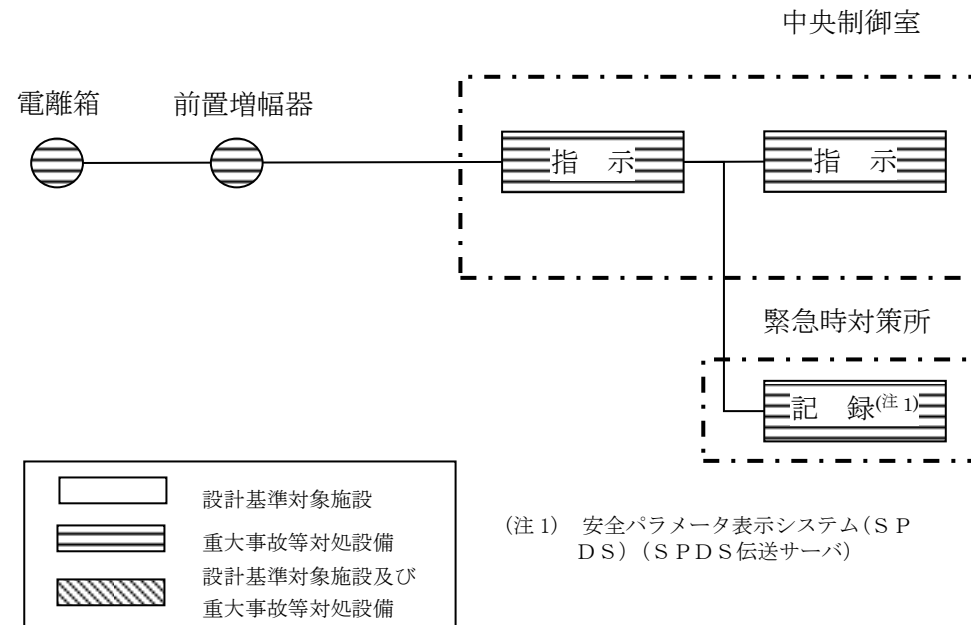 中央制御室
電離箱
前置増幅器
指 示
指 示
緊急時対策所
記 録(注 1)
設計基準対象施設
重大事故等対処設備
設計基準対象施設及び
重大事故等対処設備
(注 1) 安全パラメータ表示システム(SP
DS)(SPDS伝送サーバ)